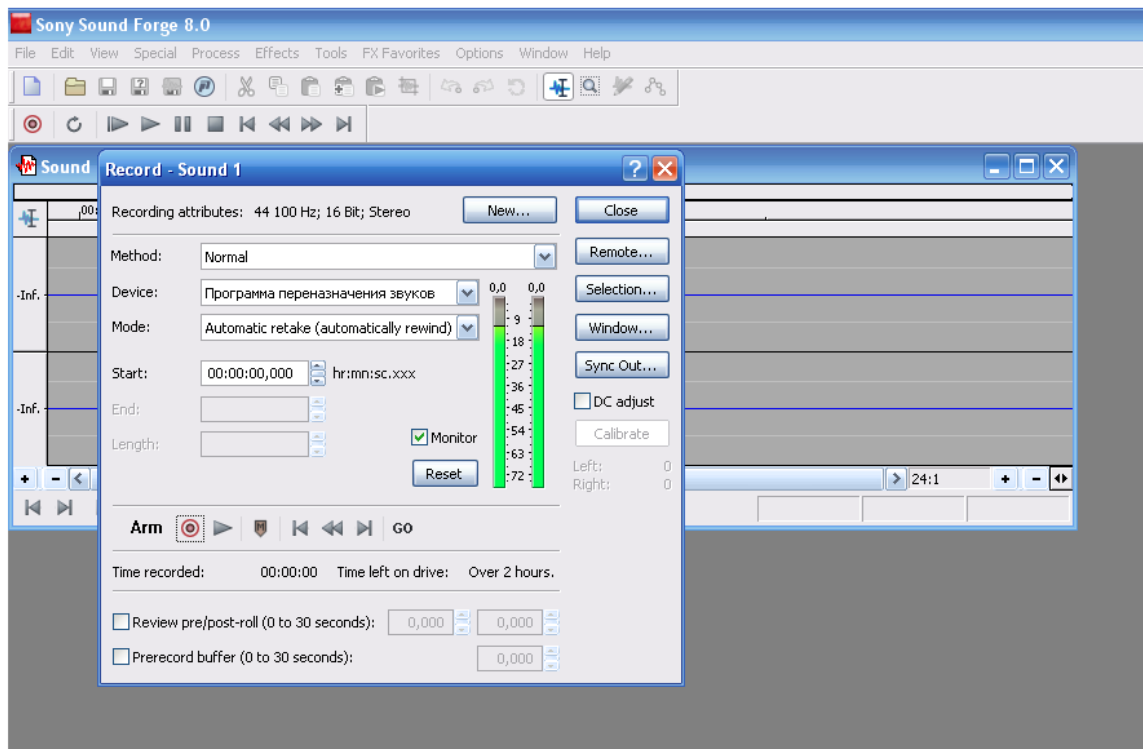 Sony Sound Forge 8.0
File Edit View Special Process Effects Tools FX Favorites Options Window Help
Sound
Record - Sound 1
Recording attributes: 44 100 Hz; 16 Bit; Stereo New... Close
Method: Normal Remote...
Device: Программа переназначения звуков 0,0 0,0 Selection...
Mode: Automatic retake (automatically rewind) Window...
Start: 00:00:00,000 hr:mn:sc.xxx Sync Out...
End: DC adjust
Length: Monitor Calibrate
Reset
9
18
27
36
45
54
63
72
Left: 0
Right: 0
-Inf.
-Inf.
24:1
Arm GO
Time recorded: 00:00:00 Time left on drive: Over 2 hours.
Review pre/post-roll (0 to 30 seconds): 0,000 0,000
Prerecord buffer (0 to 30 seconds): 0,000